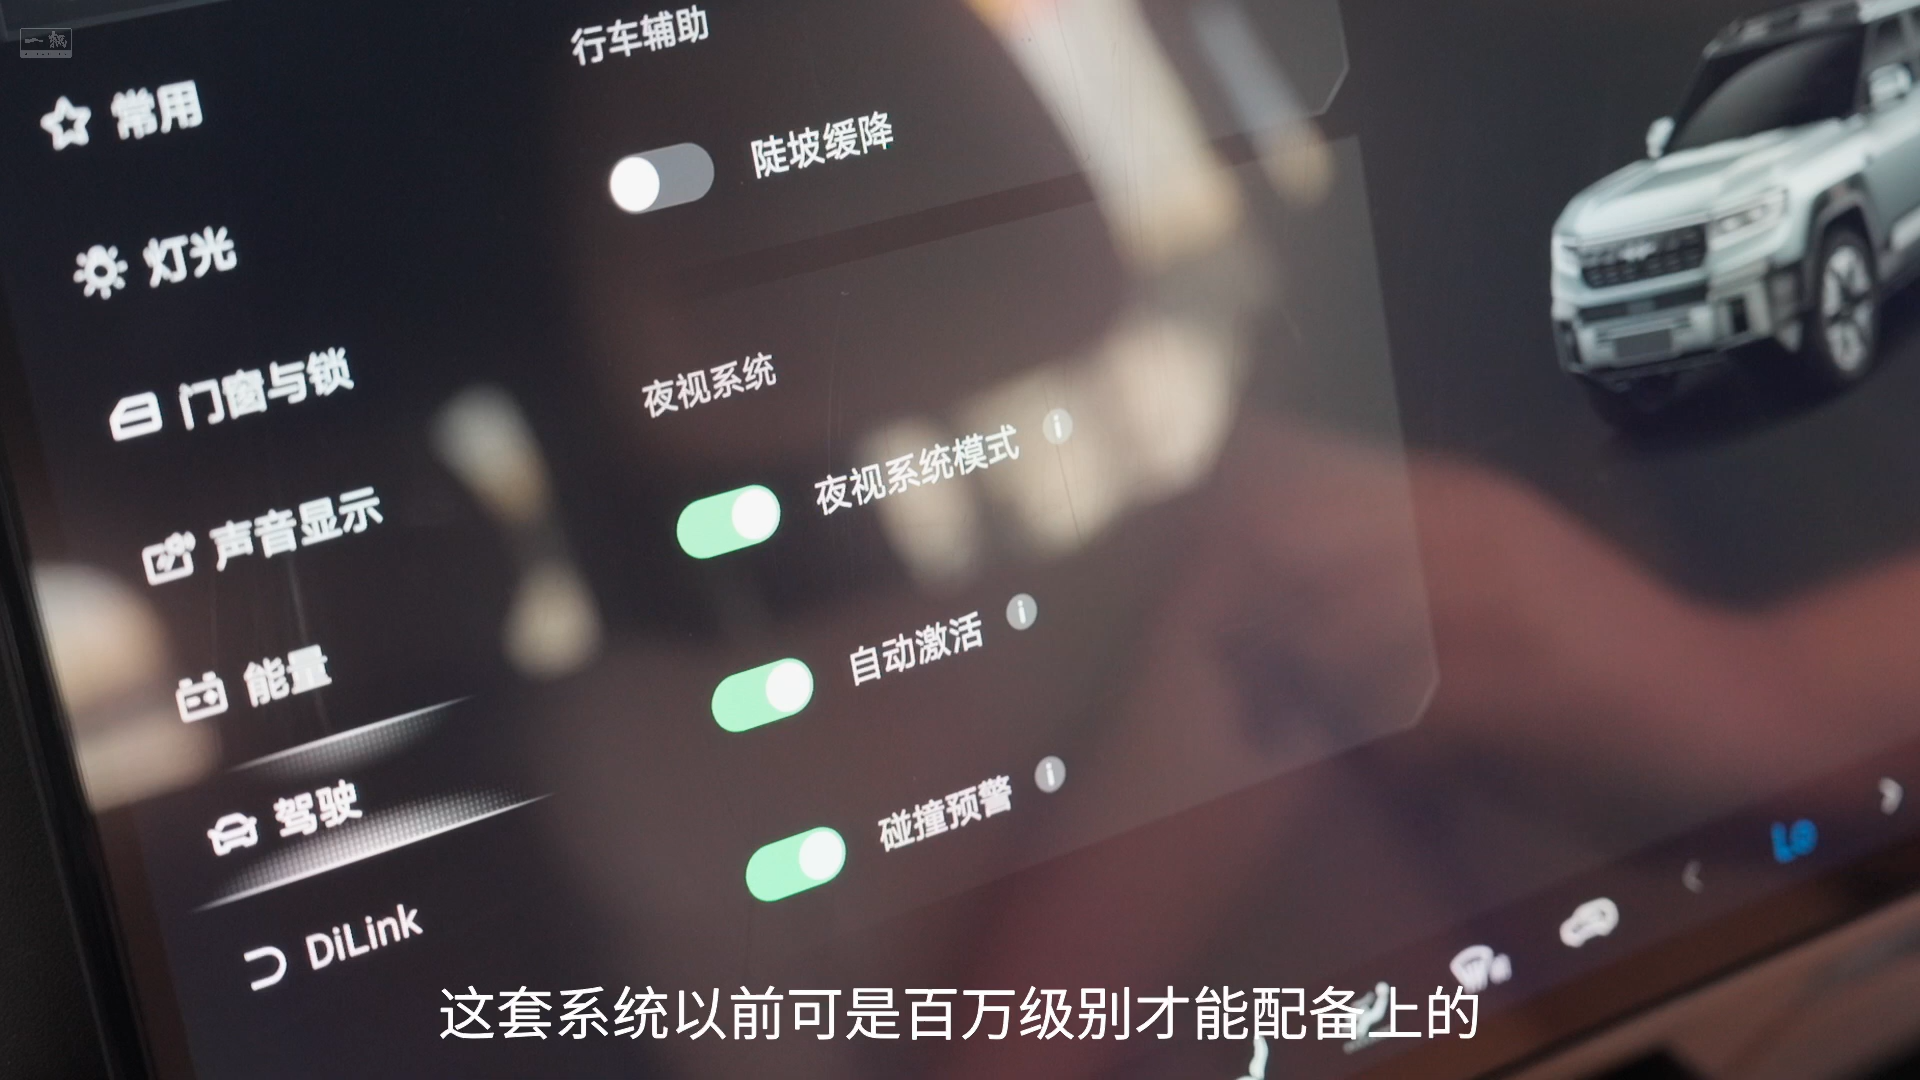 一揪
常用
灯光
门窗与锁
声音显示
能量
驾驶
DiLink
行车辅助
陡坡缓降
夜视系统
夜视系统模式
自动激活
碰撞预警
LO
这套系统以前可是百万级别才能配备上的